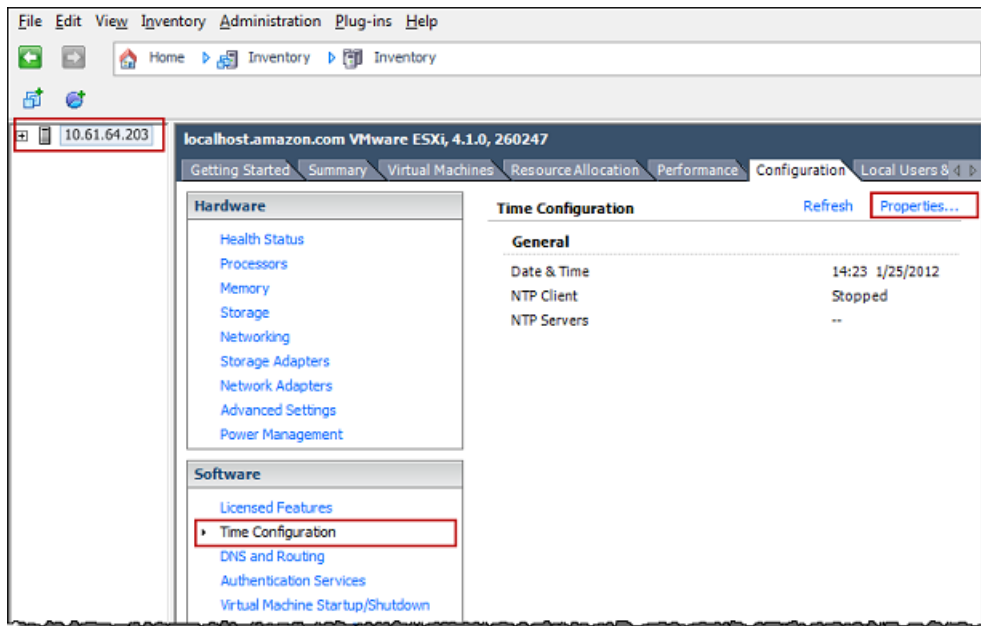 File Edit View Inventory Administration Plug-ins Help
Home Inventory Inventory
10.61.64.203
localhost.amazon.com VMware ESXi, 4.1.0, 260247
Getting Started Summary Virtual Machines Resource Allocation Performance Configuration Local Users &
Hardware
Health Status
Processors
Memory
Storage
Networking
Storage Adapters
Network Adapters
Advanced Settings
Power Management
Software
Licensed Features
Time Configuration
DNS and Routing
Authentication Services
Virtual Machine Startup/Shutdown
Time Configuration Refresh Properties...
General
Date & Time 14:23 1/25/2012
NTP Client Stopped
NTP Servers --